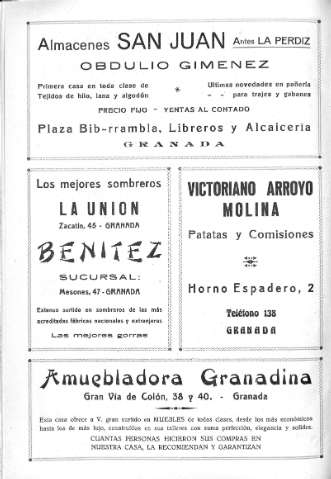 Almacenes SAN JUAN Antes LA PERDIZ
OBDULIO GIMENEZ
Primera casa en toda clase de
Tejidos de hilo, lana y algodón
*
Ultimas novedades en pañería
- - para trajes y gabanes
PRECIO FIJO - VENTAS AL CONTADO
Plaza Bib-rrambla, Libreros y Alcaicería
GRANADA
Los mejores sombreros
LA UNION
Zacatín, 45 - GRANADA
BENITEZ
SUCURSAL:
Mesones, 47 - GRANADA
Extenso surtido en sombreros de las más
acreditadas fábricas nacionales y extranjeras
Las mejores gorras
VICTORIANO ARROYO
MOLINA
Patatas y Comisiones
Horno Espadero, 2
Teléfono 138
GRANADA
Amuebladora Granadina
Gran Vía de Colón, 38 y 40. - Granada
Esta casa ofrece a V. gran surtido en MUEBLES de todas clases, desde los más económicos
hasta los de más lujo, construídos en sus talleres con suma perfección, elegancia y solidez.
CUANTAS PERSONAS HICIERON SUS COMPRAS EN
NUESTRA CASA, LA RECOMIENDAN Y GARANTIZAN